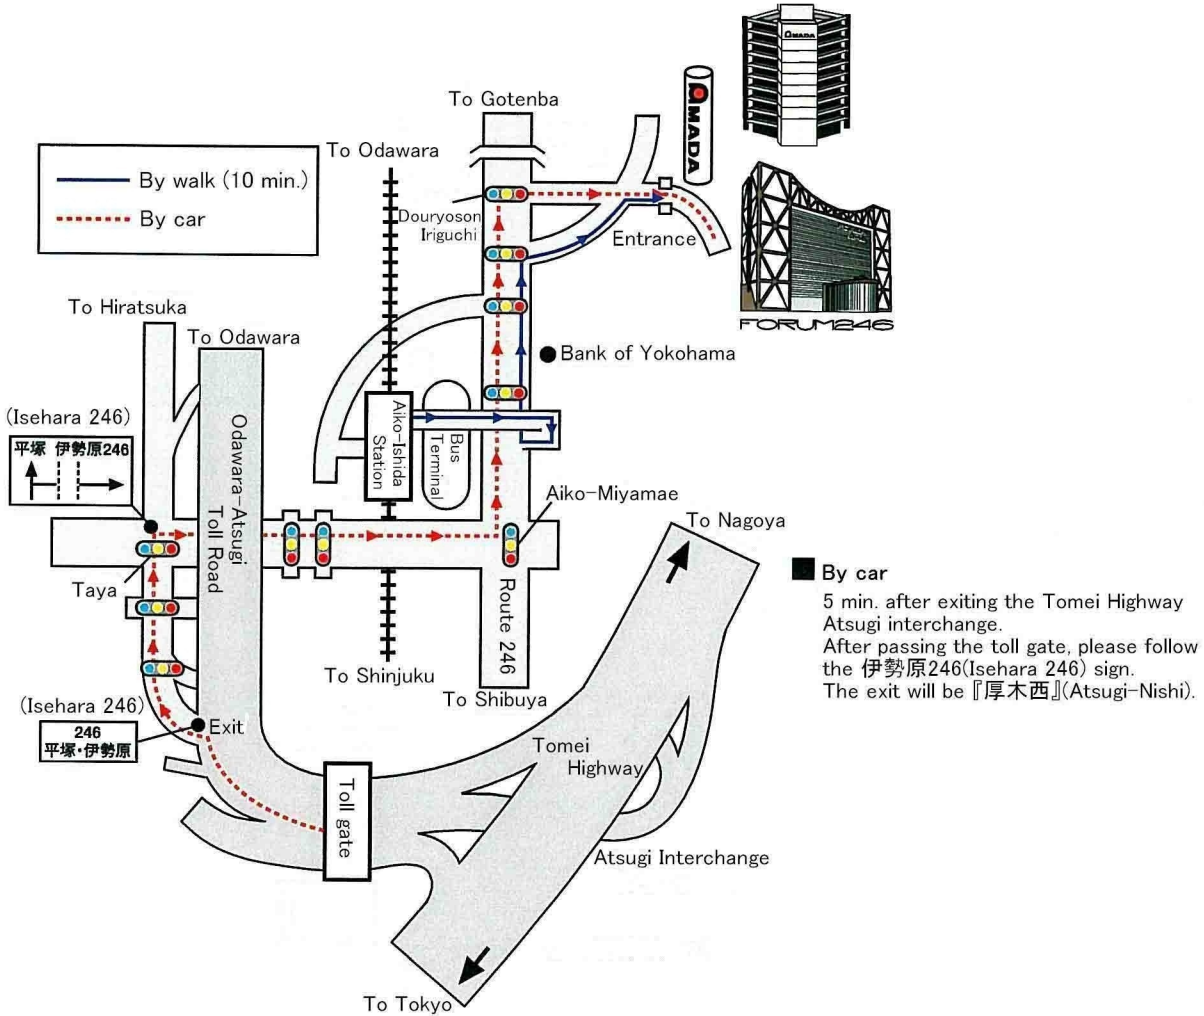 AMADA
AMADA
FORUM246
To Gotenba
To Odawara
By walk (10 min.)
By car
Douryoson
Iriguchi
Entrance
To Hiratsuka
To Odawara
Bank of Yokohama
(Isehara 246)
平塚 伊勢原246
Odawara-Atsugi
Toll Road
Aiko-Ishida
Station
Bus
Terminal
Aiko-Miyamae
To Nagoya
Taya
Route 246
To Shinjuku
To Shibuya
(Isehara 246)
246
平塚・伊勢原
Exit
Toll gate
Tomei
Highway
Atsugi Interchange
To Tokyo
■ By car
5 min. after exiting the Tomei Highway
Atsugi interchange.
After passing the toll gate, please follow
the 伊勢原246(Isehara 246) sign.
The exit will be 『厚木西』(Atsugi-Nishi).